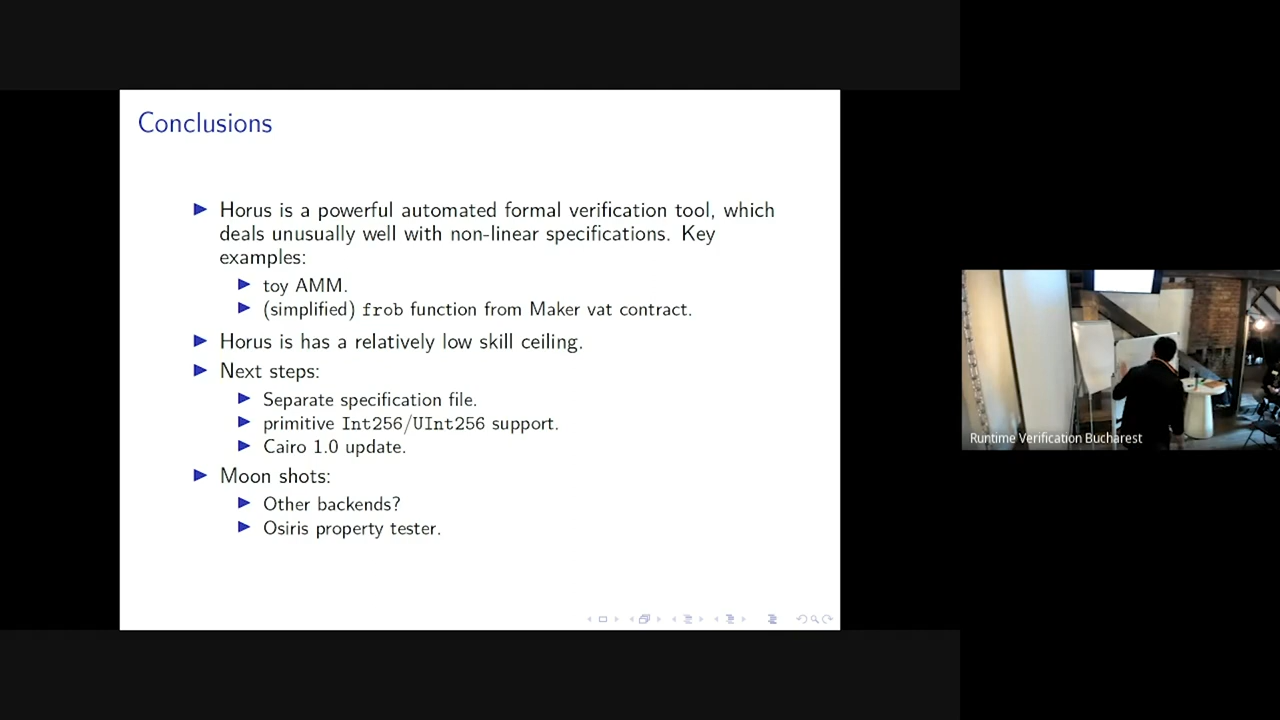 Conclusions
Horus is a powerful automated formal verification tool, which
deals unusually well with non-linear specifications. Key
examples:
toy AMM.
(simplified) frob function from Maker vat contract.
Horus is has a relatively low skill ceiling.
Next steps:
Separate specification file.
primitive Int256/UInt256 support.
Cairo 1.0 update.
Moon shots:
Other backends?
Osiris property tester.
Runtime Verification Bucharest